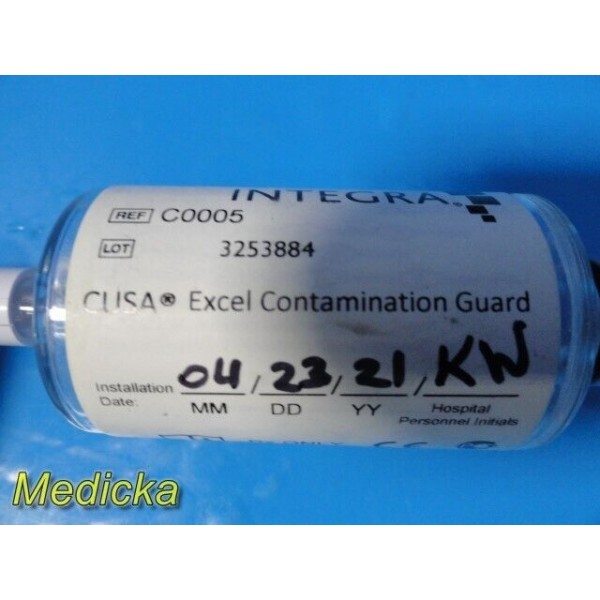 INTEGRA®
REF C0005
LOT 3253884
CUSA® Excel Contamination Guard
Installation Date: 04/23/21/KW
MM DD YY Hospital Personnel Initials
CE
Medicka